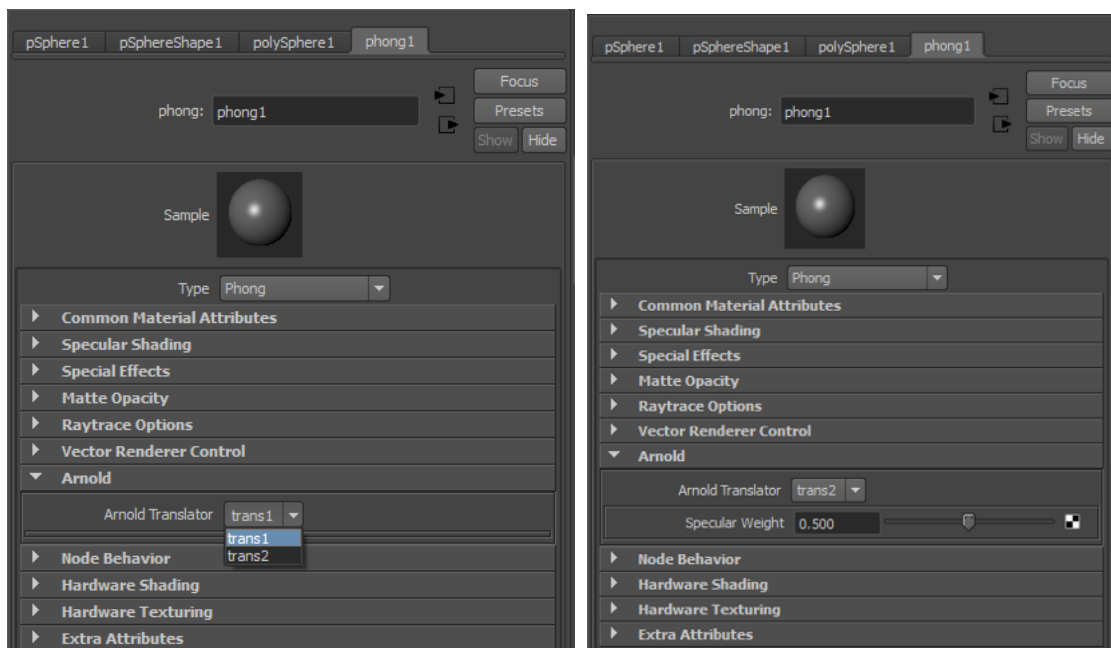 pSphere1 pSphereShape1 polySphere1 phong1
Focus
phong: phong1
Presets
Show Hide
Sample
Type Phong
Common Material Attributes
Specular Shading
Special Effects
Matte Opacity
Raytrace Options
Vector Renderer Control
Arnold
Arnold Translator trans1
trans1
trans2
Node Behavior
Hardware Shading
Hardware Texturing
Extra Attributes
pSphere1 pSphereShape1 polySphere1 phong1
Focus
phong: phong1
Presets
Show Hide
Sample
Type Phong
Common Material Attributes
Specular Shading
Special Effects
Matte Opacity
Raytrace Options
Vector Renderer Control
Arnold
Arnold Translator trans2
Specular Weight 0.500
Node Behavior
Hardware Shading
Hardware Texturing
Extra Attributes